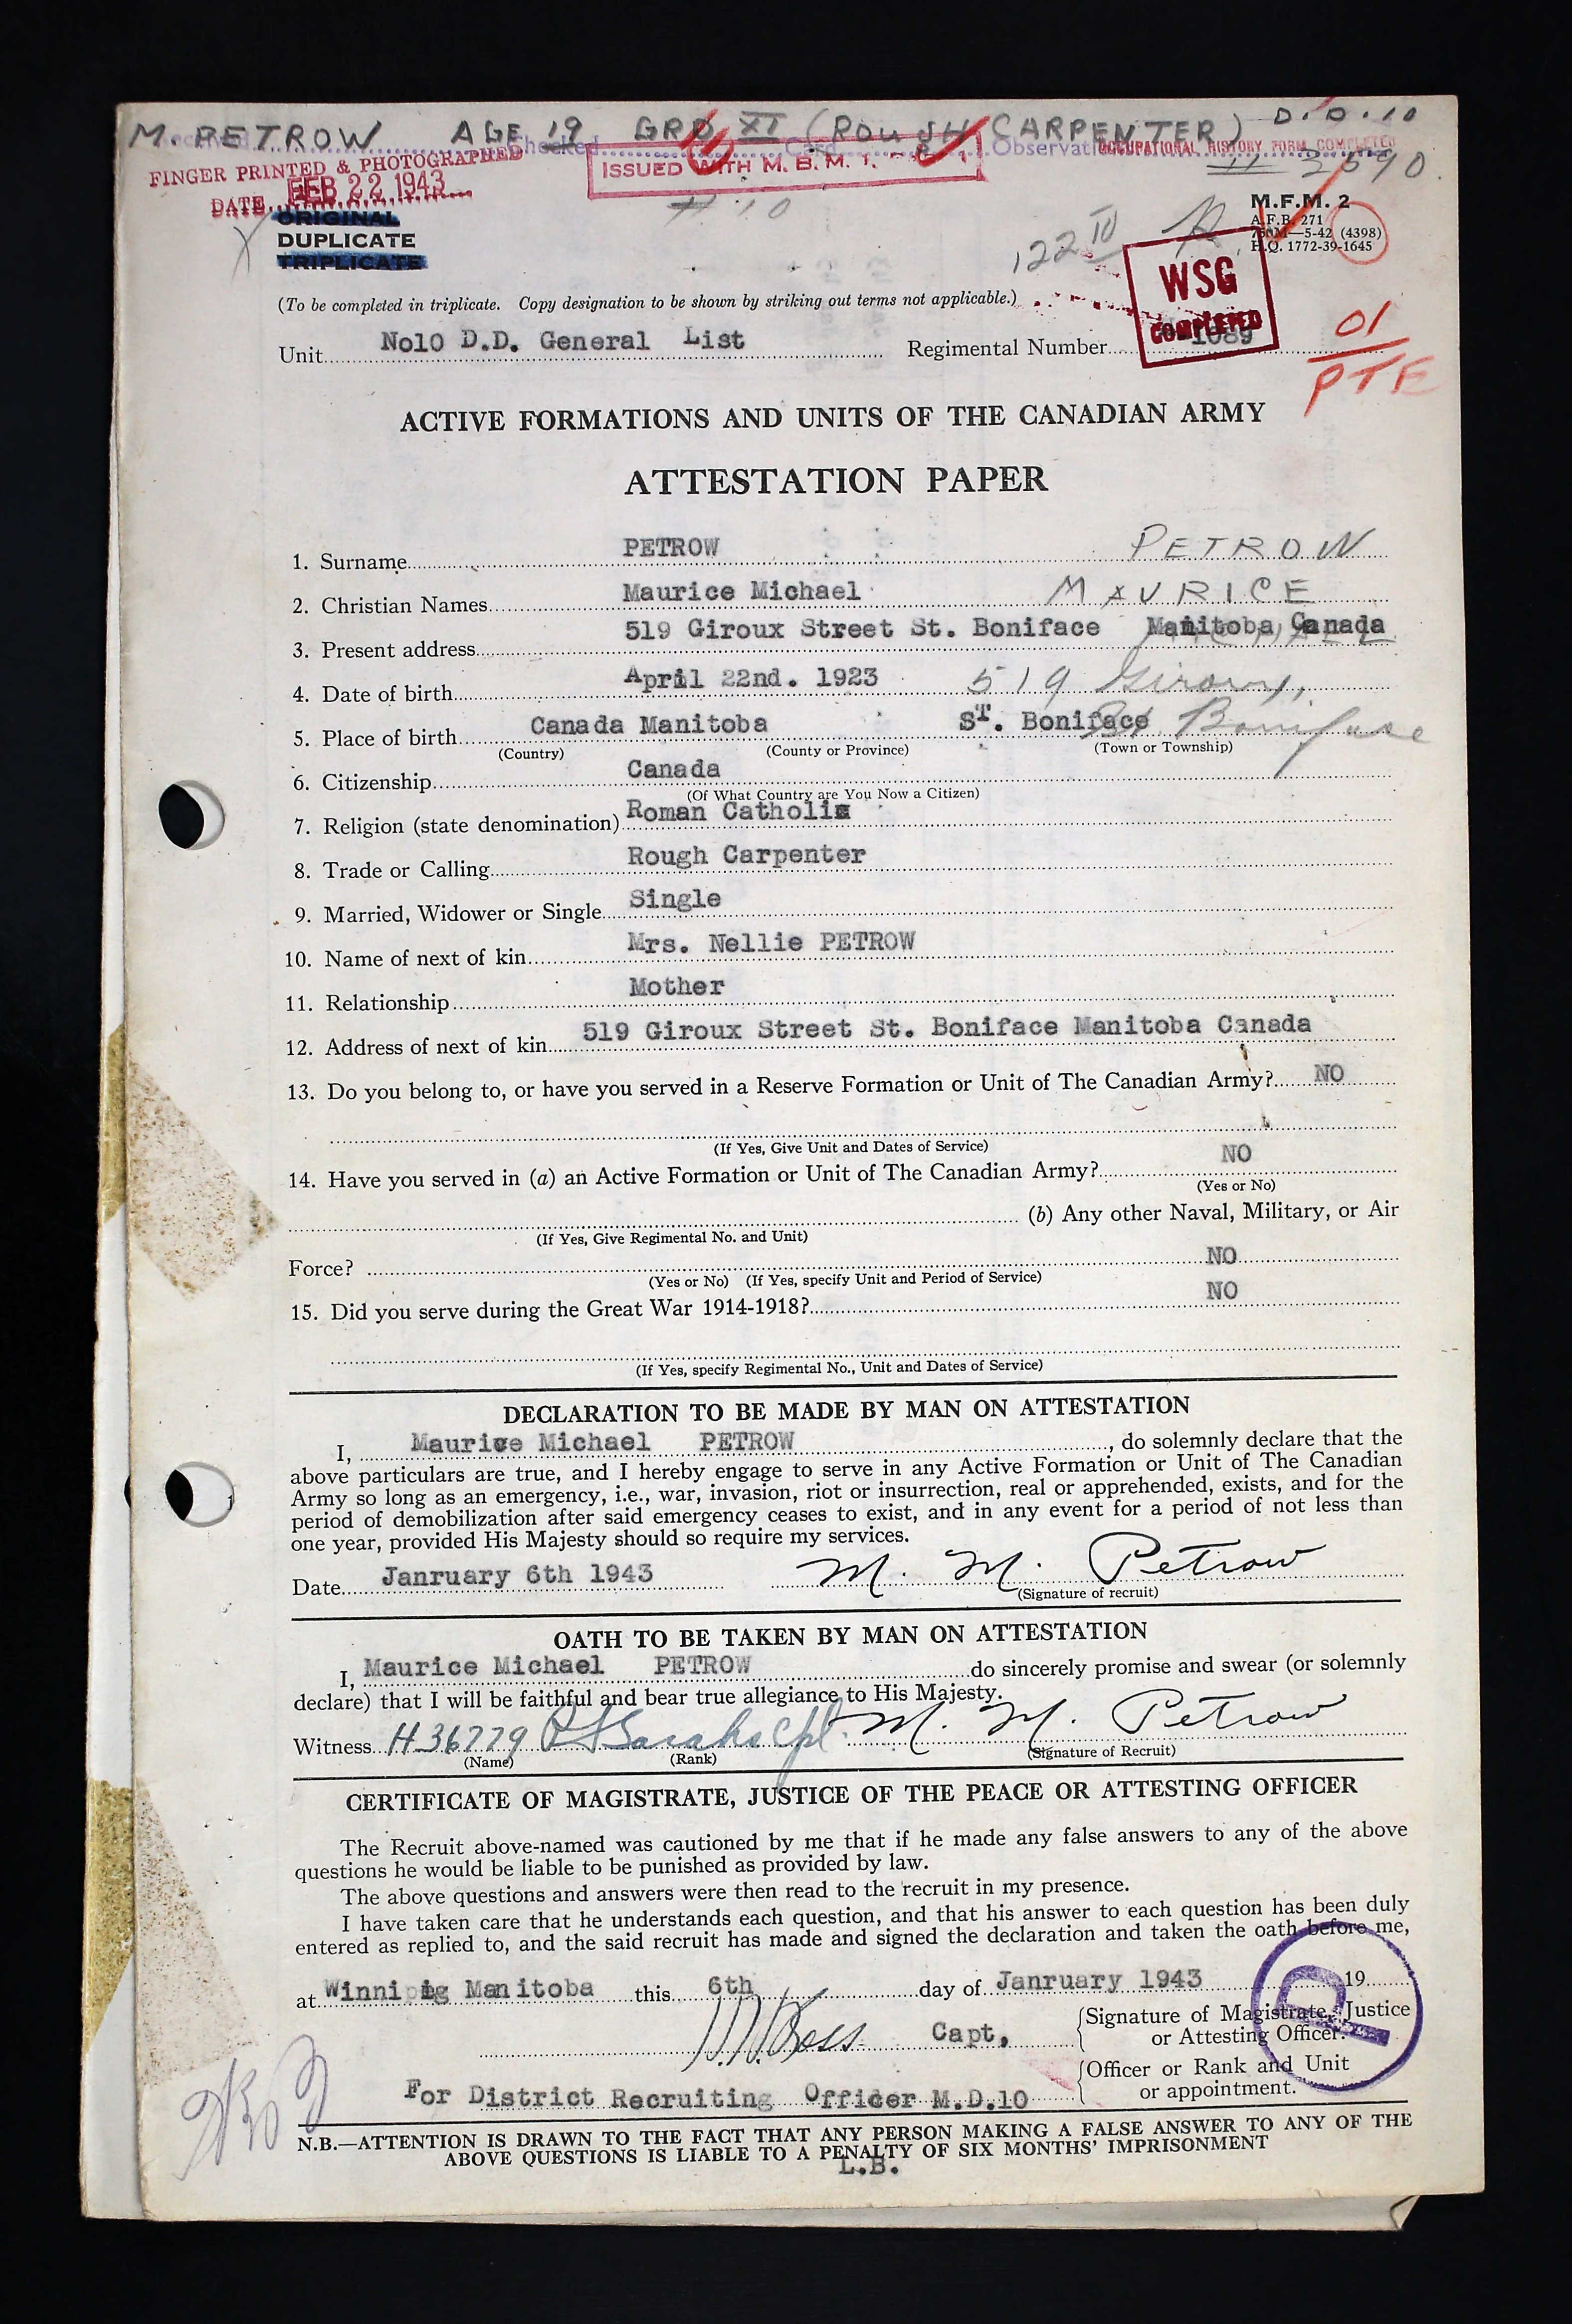 M. PETROW AGE 19 GRD XI (ROUGH CARPENTER) D.D.10
Checked Card Observation
OCCUPATIONAL HISTORY FORM COMPLETED
FINGER PRINTED & PHOTOGRAPHED
DATE FEB 22 1943
ISSUED WITH M.B.M. 1
2590
# 10
ORIGINAL
DUPLICATE
TRIPLICATE
M.F.M. 2
A.F.B. 271
750M—5-42 (4398)
H.Q. 1772-39-1645
122 IV
WSG
COMPLETED
(To be completed in triplicate. Copy designation to be shown by striking out terms not applicable.)
Unit No10 D.D. General List Regimental Number 1089
01
PTE
ACTIVE FORMATIONS AND UNITS OF THE CANADIAN ARMY
ATTESTATION PAPER
1. Surname PETROW PETROW
2. Christian Names Maurice Michael MAURICE
3. Present address 519 Giroux Street St. Boniface Manitoba Canada
4. Date of birth April 22nd. 1923 519 Giroux,
5. Place of birth Canada Manitoba ST. Boniface St. Boniface
(Country) (County or Province) (Town or Township)
6. Citizenship Canada
(Of What Country are You Now a Citizen)
7. Religion (state denomination) Roman Catholic
8. Trade or Calling Rough Carpenter
9. Married, Widower or Single Single
10. Name of next of kin Mrs. Nellie PETROW
11. Relationship Mother
12. Address of next of kin 519 Giroux Street St. Boniface Manitoba Canada
13. Do you belong to, or have you served in a Reserve Formation or Unit of The Canadian Army? NO
(If Yes, Give Unit and Dates of Service)
14. Have you served in (a) an Active Formation or Unit of The Canadian Army? NO
(Yes or No)
(b) Any other Naval, Military, or Air
(If Yes, Give Regimental No. and Unit)
Force? NO
(Yes or No) (If Yes, specify Unit and Period of Service)
15. Did you serve during the Great War 1914-1918? NO
(If Yes, specify Regimental No., Unit and Dates of Service)
DECLARATION TO BE MADE BY MAN ON ATTESTATION
I, Maurice Michael PETROW, do solemnly declare that the
above particulars are true, and I hereby engage to serve in any Active Formation or Unit of The Canadian
Army so long as an emergency, i.e., war, invasion, riot or insurrection, real or apprehended, exists, and for the
period of demobilization after said emergency ceases to exist, and in any event for a period of not less than
one year, provided His Majesty should so require my services.
Date Janruary 6th 1943 M. M. Petrow
(Signature of recruit)
OATH TO BE TAKEN BY MAN ON ATTESTATION
I, Maurice Michael PETROW do sincerely promise and swear (or solemnly
declare) that I will be faithful and bear true allegiance to His Majesty.
Witness H36779 Cpl. M. M. Petrow
(Name) (Rank) (Signature of Recruit)
CERTIFICATE OF MAGISTRATE, JUSTICE OF THE PEACE OR ATTESTING OFFICER
The Recruit above-named was cautioned by me that if he made any false answers to any of the above
questions he would be liable to be punished as provided by law.
The above questions and answers were then read to the recruit in my presence.
I have taken care that he understands each question, and that his answer to each question has been duly
entered as replied to, and the said recruit has made and signed the declaration and taken the oath before me,
at Winnipig Manitoba this 6th day of Janruary 1943 19
Capt, Signature of Magistrate, Justice
or Attesting Officer.
Officer or Rank and Unit
For District Recruiting Officer M.D.10 or appointment.
N.B.—ATTENTION IS DRAWN TO THE FACT THAT ANY PERSON MAKING A FALSE ANSWER TO ANY OF THE
ABOVE QUESTIONS IS LIABLE TO A PENALTY OF SIX MONTHS' IMPRISONMENT
L.B.